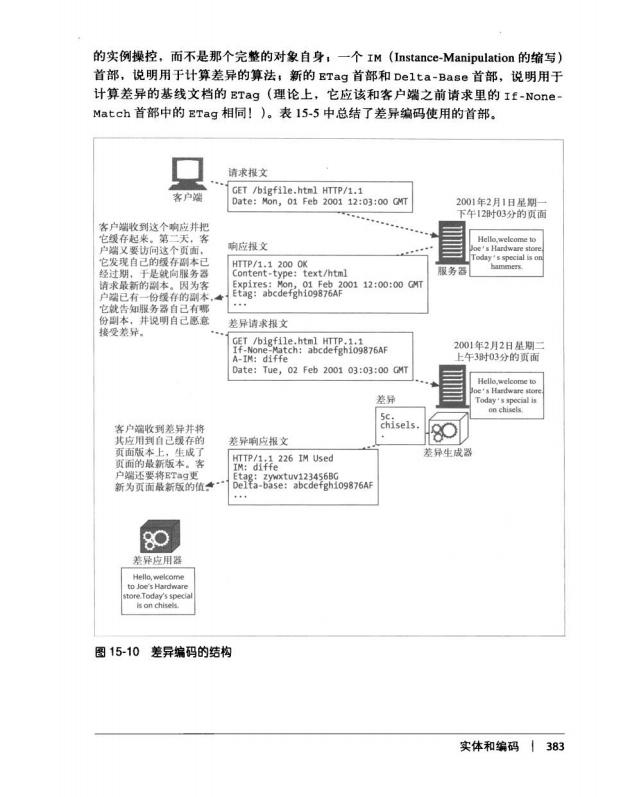 的实例操控，而不是那个完整的对象自身；一个 IM（Instance-Manipulation 的缩写）
首部，说明用于计算差异的算法；新的 ETag 首部和 Delta-Base 首部，说明用于
计算差异的基线文档的 ETag（理论上，它应该和客户端之前请求里的 If-None-
Match 首部中的 ETag 相同！）。表 15-5 中总结了差异编码使用的首部。
客户端
请求报文
GET /bigfile.html HTTP/1.1
Date: Mon, 01 Feb 2001 12:03:00 GMT
2001年2月1日星期一
下午12时03分的页面
Hello,welcome to
Joe's Hardware store.
Today's special is on
hammers.
服务器
客户端收到这个响应并把
它缓存起来。第二天，客
户端又要访问这个页面，
它发现自己的缓存副本已
经过期，于是就向服务器
请求最新的副本。因为客
户端已有一份缓存的副本，
它就告知服务器自己有哪
份副本，并说明自己愿意
接受差异。
响应报文
HTTP/1.1 200 OK
Content-type: text/html
Expires: Mon, 01 Feb 2001 12:00:00 GMT
Etag: abcdefghi09876AF
...
差异请求报文
GET /bigfile.html HTTP.1.1
If-None-Match: abcdefghi09876AF
A-IM: diffe
Date: Tue, 02 Feb 2001 03:03:00 GMT
2001年2月2日星期二
上午3时03分的页面
Hello,welcome to
Joe's Hardware store.
Today's special is
on chisels.
差异
5c.
chisels.
.
差异生成器
客户端收到差异并将
其应用到自己缓存的
页面版本上，生成了
页面的最新版本。客
户端还要将ETag更
新为页面最新版的值
差异响应报文
HTTP/1.1 226 IM Used
IM: diffe
Etag: zywxtuv123456BG
Delta-base: abcdefghi09876AF
...
差异应用器
Hello,welcome
to Joe's Hardware
store.Today's special
is on chisels.
图 15-10 差异编码的结构
实体和编码 | 383